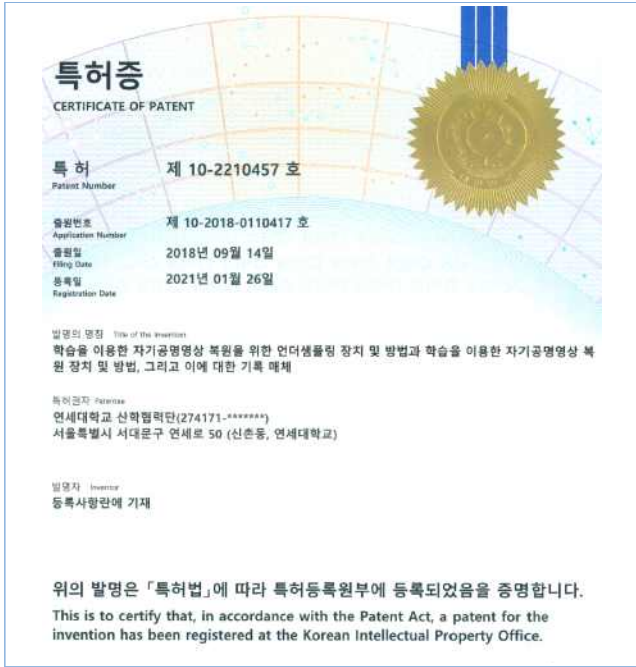 특허증
CERTIFICATE OF PATENT
특 허 제 10-2210457 호
Patent Number
출원번호 제 10-2018-0110417 호
Application Number
출원일 2018년 09월 14일
Filing Date
등록일 2021년 01월 26일
Registration Date
발명의 명칭 Title of the Invention
학습을 이용한 자기공명영상 복원을 위한 언더샘플링 장치 및 방법과 학습을 이용한 자기공명영상 복
원 장치 및 방법, 그리고 이에 대한 기록 매체
특허권자 Patentee
연세대학교 산학협력단(274171-*******)
서울특별시 서대문구 연세로 50 (신촌동, 연세대학교)
발명자 Inventor
등록사항란에 기재
위의 발명은 「특허법」에 따라 특허등록원부에 등록되었음을 증명합니다.
This is to certify that, in accordance with the Patent Act, a patent for the
invention has been registered at the Korean Intellectual Property Office.